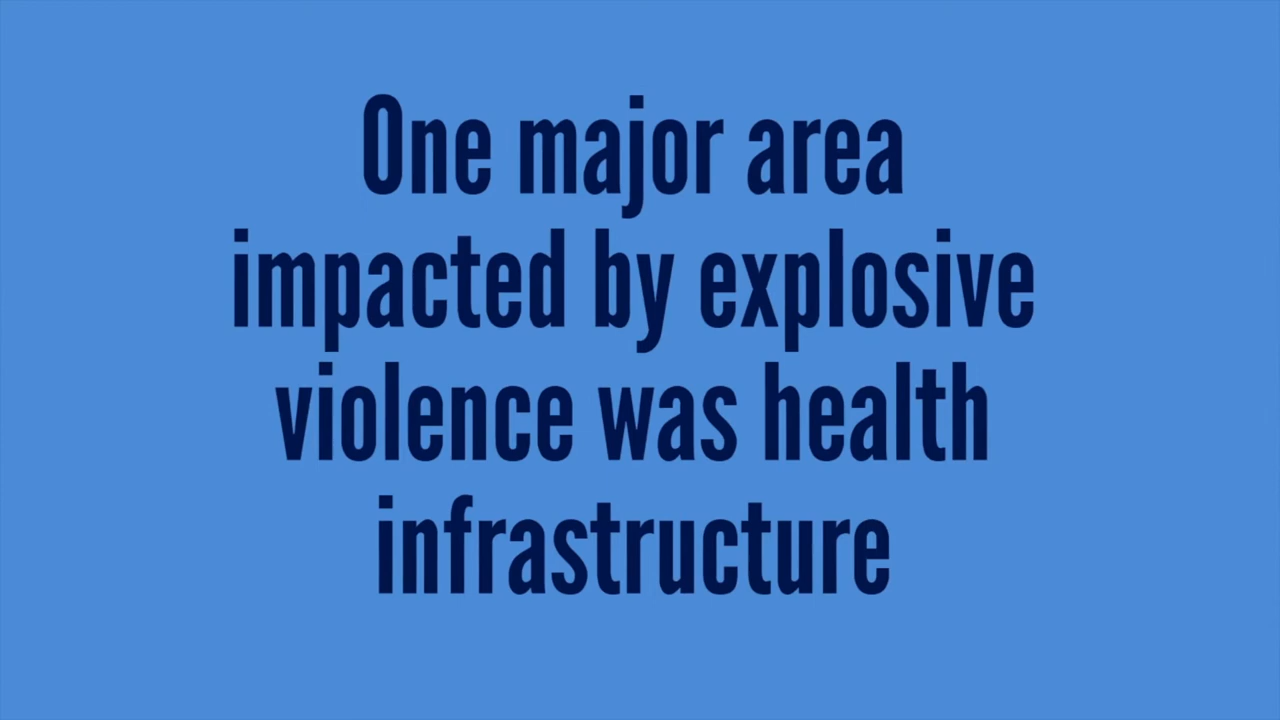 One major area
impacted by explosive
violence was health
infrastructure